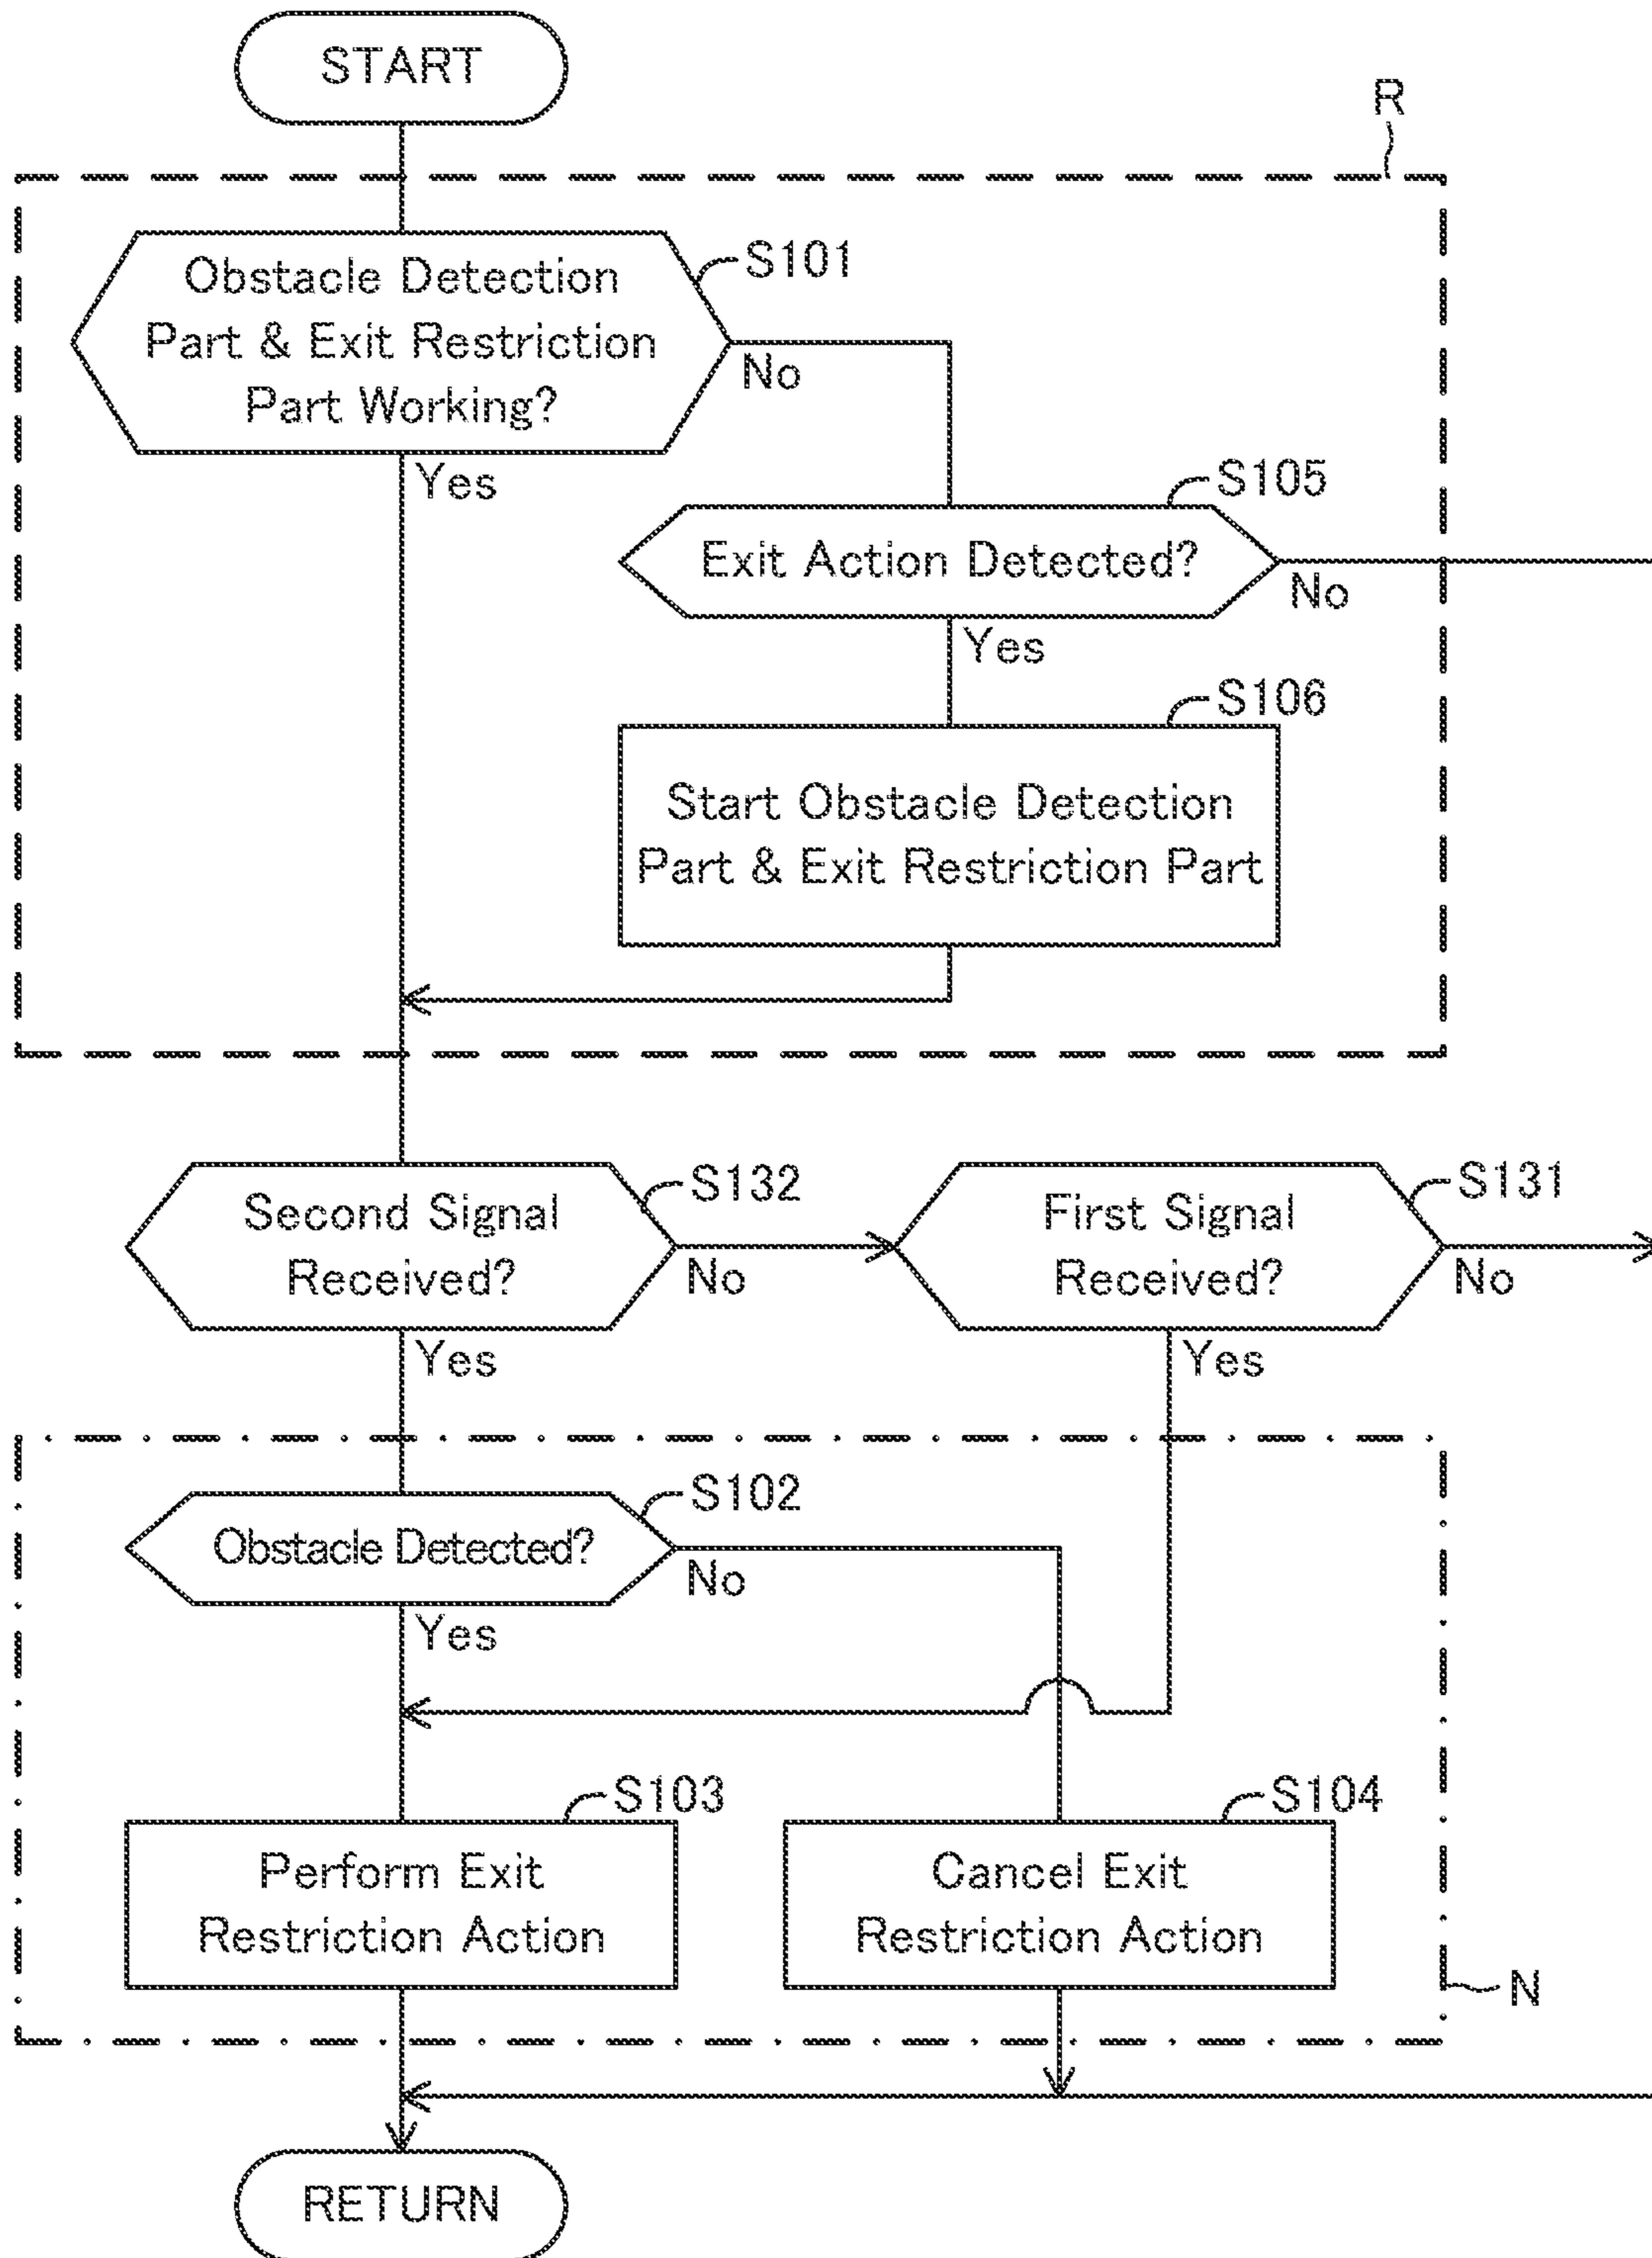 START
R
S101
Obstacle Detection
Part & Exit Restriction
Part Working?
No
Yes
S105
Exit Action Detected?
No
Yes
S106
Start Obstacle Detection
Part & Exit Restriction Part
S132
Second Signal
Received?
No
Yes
S131
First Signal
Received?
No
Yes
S102
Obstacle Detected?
No
Yes
S103
Perform Exit
Restriction Action
S104
Cancel Exit
Restriction Action
N
RETURN